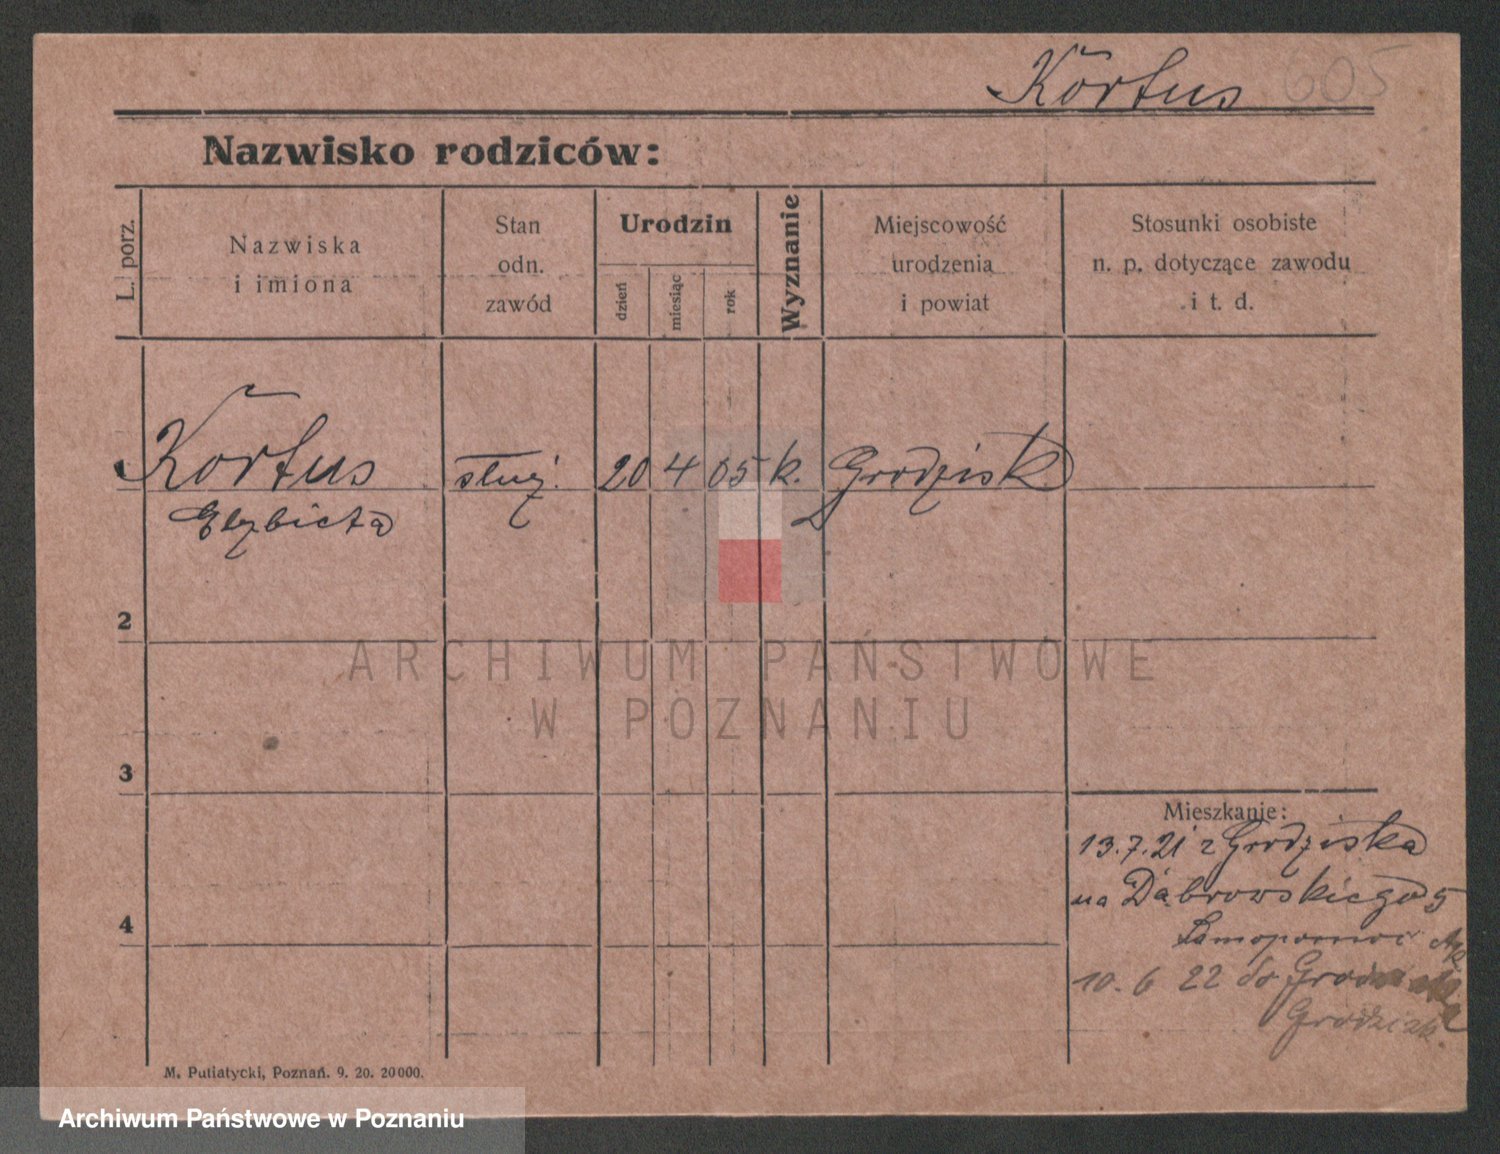 Kortus 605
Nazwisko rodziców:
L. porz.
Nazwiska
i imiona
Stan
odn.
zawód
Urodzin
dzień
miesiąc
rok
Wyznanie
Miejscowość
urodzenia
i powiat
Stosunki osobiste
n. p. dotyczące zawodu
i t. d.
Kortus służ. 20 4 05 k. Grodzisk
Elżbieta
2
3
4
ARCHIWUM PAŃSTWOWE
W POZNANIU
Mieszkanie:
13.7.21 z Grodziska
na Dąbrowskiego 5
10.6 22 do
Grodzisk.
M. Putiatycki, Poznań. 9. 20. 20000.
Archiwum Państwowe w Poznaniu